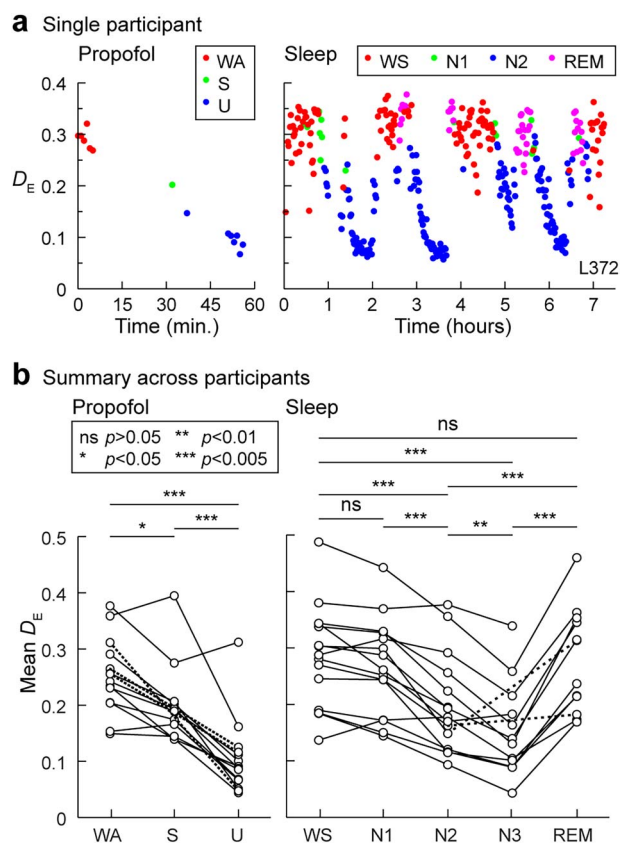 a Single participant
Propofol
WA
S
U
Sleep
WS N1 N2 REM
0.4
0.3
D_E
0.2
0.1
0
0 15 30 45 60
Time (min.)
0 1 2 3 4 5 6 7
Time (hours)
L372
b Summary across participants
Propofol
Sleep
ns p>0.05 ** p<0.01
* p<0.05 *** p<0.005
ns
***
*** *** ***
* *** ns *** ** ***
0.5
0.4
0.3
Mean D_E
0.2
0.1
0
WA S U
WS N1 N2 N3 REM